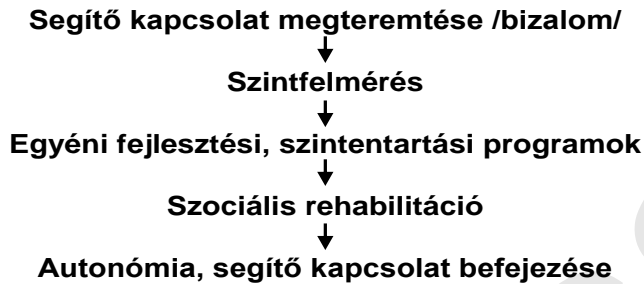 Segítő kapcsolat megteremtése /bizalom/
Szintfelmérés
Egyéni fejlesztési, szintentartási programok
Szociális rehabilitáció
Autonómia, segítő kapcsolat befejezése